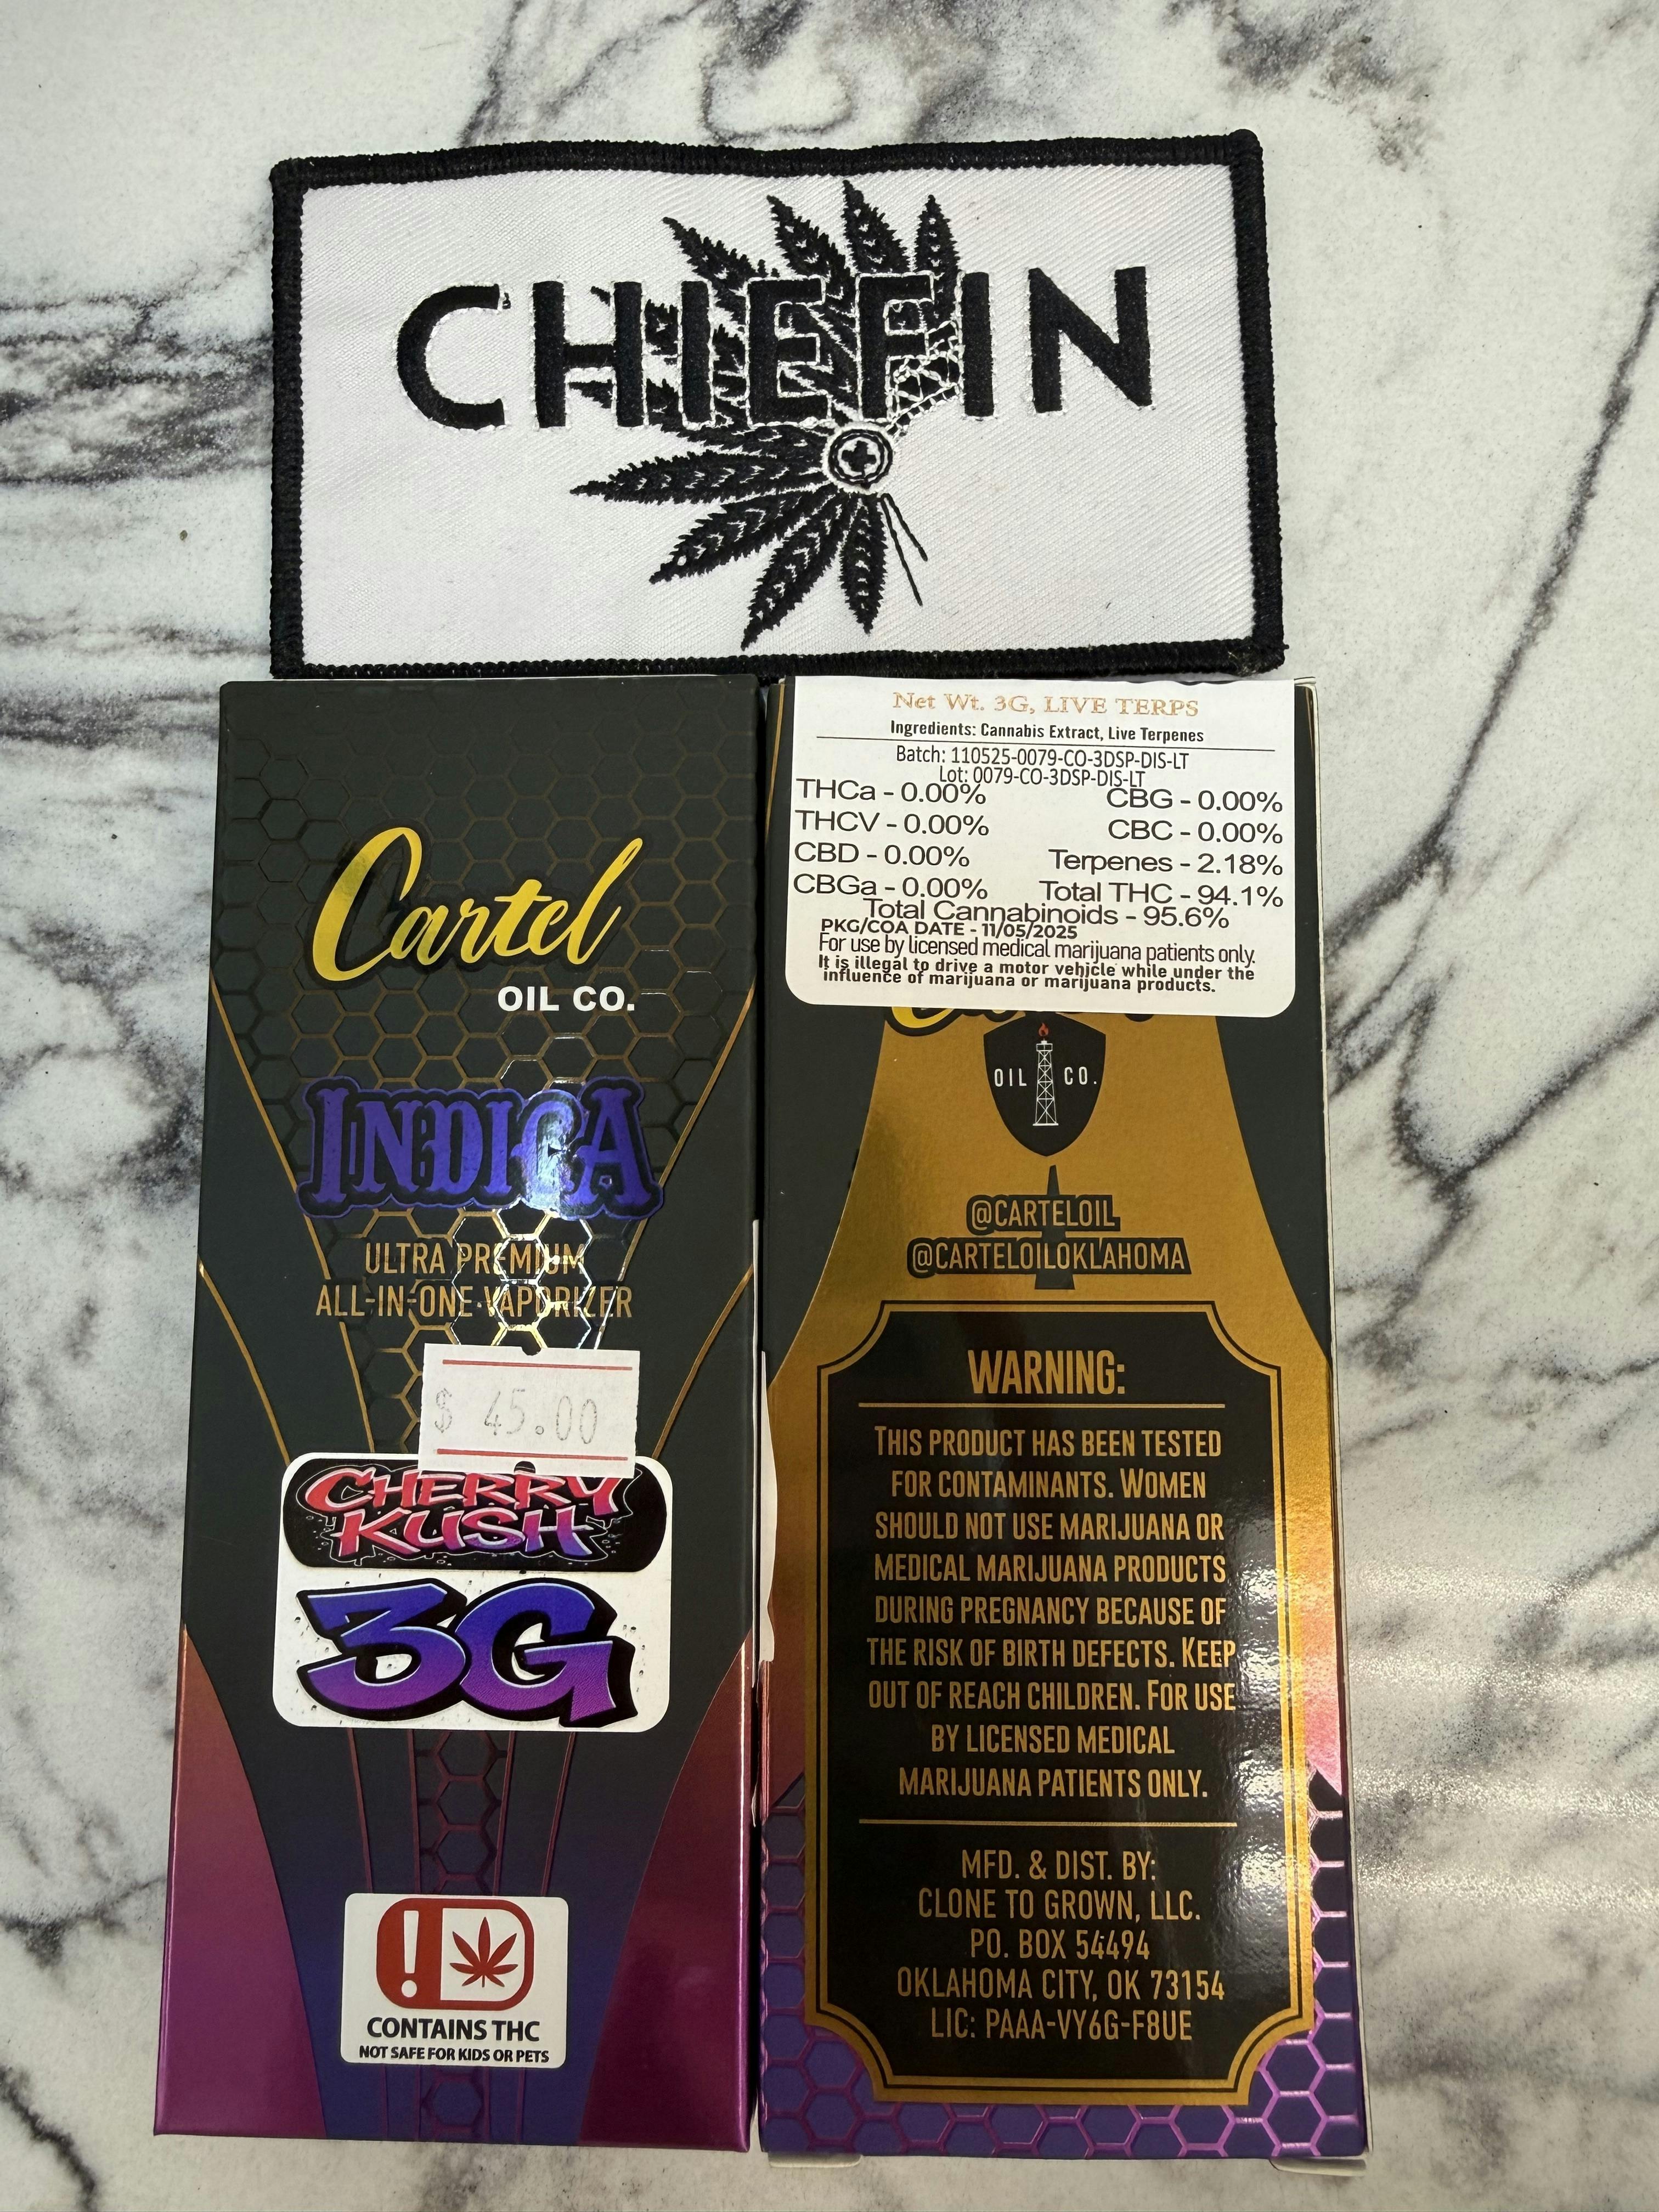 CHIEFIN
Cartel
OIL CO.
INDICA
ULTRA PREMIUM
ALL-IN-ONE VAPORIZER
$ 45.00
CHERRY
KUSH
3G
CONTAINS THC
NOT SAFE FOR KIDS OR PETS
Net Wt. 3G, LIVE TERPS
Ingredients: Cannabis Extract, Live Terpenes
Batch: 110525-0079-CO-3DSP-DIS-LT
Lot: 0079-CO-3DSP-DIS-LT
THCa - 0.00% CBG - 0.00%
THCV - 0.00% CBC - 0.00%
CBD - 0.00% Terpenes - 2.18%
CBGa - 0.00% Total THC - 94.1%
Total Cannabinoids - 95.6%
PKG/COA DATE - 11/05/2025
For use by licensed medical marijuana patients only.
It is illegal to drive a motor vehicle while under the
influence of marijuana or marijuana products.
OIL CO.
@CARTELOIL
@CARTELOILOKLAHOMA
WARNING:
THIS PRODUCT HAS BEEN TESTED
FOR CONTAMINANTS. WOMEN
SHOULD NOT USE MARIJUANA OR
MEDICAL MARIJUANA PRODUCTS
DURING PREGNANCY BECAUSE OF
THE RISK OF BIRTH DEFECTS. KEEP
OUT OF REACH CHILDREN. FOR USE
BY LICENSED MEDICAL
MARIJUANA PATIENTS ONLY.
MFD. & DIST. BY:
CLONE TO GROWN, LLC.
PO. BOX 54494
OKLAHOMA CITY, OK 73154
LIC: PAAA-VY6G-F8UE